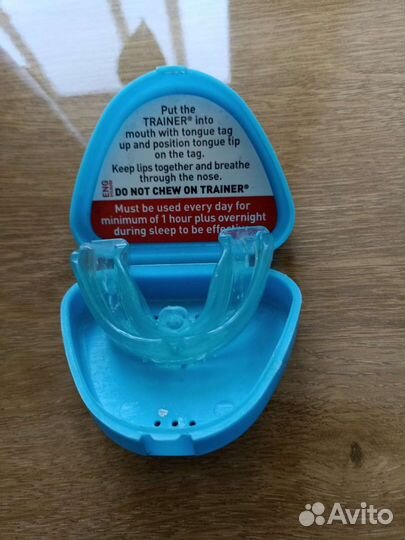 Put the
TRAINER® into
mouth with tongue tag
up and position tongue tip
on the tag.
Keep lips together and breathe
through the nose.
DO NOT CHEW ON TRAINER®
ENG
Must be used every day for
minimum of 1 hour plus overnight
during sleep to be effective
Avito